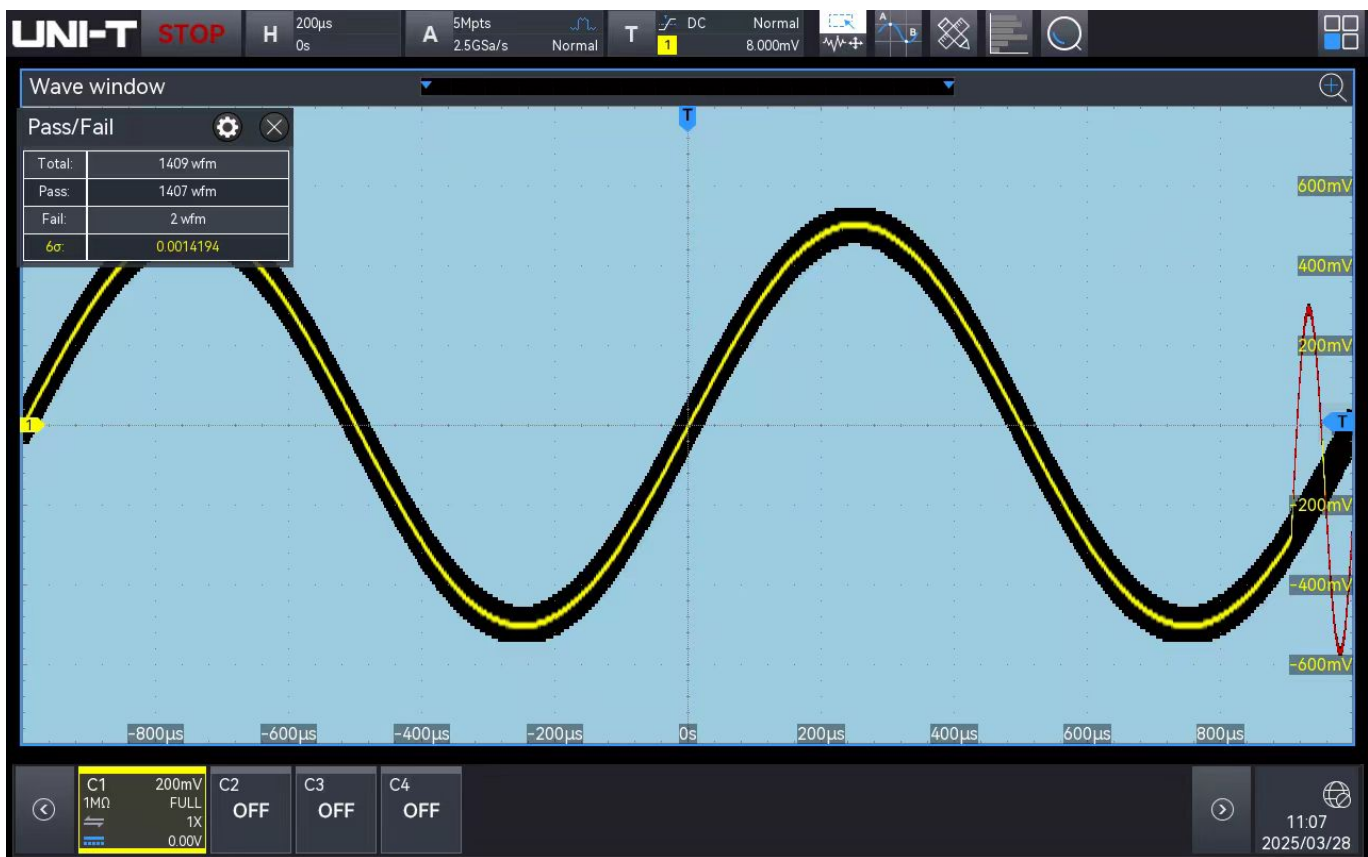 UNI-T STOP H 200µs 0s A 5Mpts 2.5GSa/s Normal T DC 1 Normal 8.000mV A B
Wave window
T
Pass/Fail
Total: 1409 wfm
Pass: 1407 wfm
Fail: 2 wfm
6σ: 0.0014194
600mV
400mV
200mV
1
T
-200mV
-400mV
-600mV
-800µs -600µs -400µs -200µs 0s 200µs 400µs 600µs 800µs
C1 200mV
1MΩ FULL
1X
0.00V
C2
OFF
C3
OFF
C4
OFF
11:07
2025/03/28